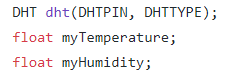 DHT dht(DHTPIN, DHTTYPE);
float myTemperature;
float myHumidity;